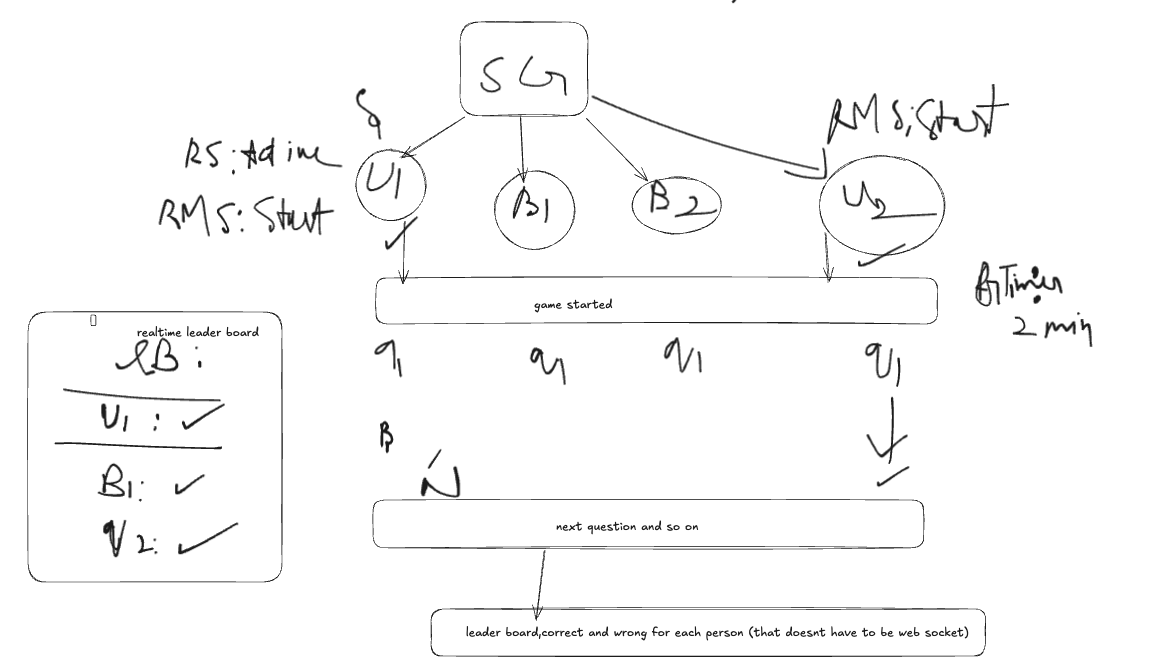 SG
RMS: Start
RS: Active
U1
RMS: Start
B1
B2
U2
game started
Timer:
2 min
realtime leader board
LB:
q1 q1 q1 q1
U1: ✓
B1: ✓
U2: ✓
B
N
next question and so on
leader board,correct and wrong for each person (that doesnt have to be web socket)